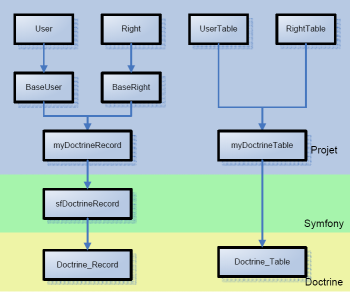 User
Right
UserTable
RightTable
BaseUser
BaseRight
myDoctrineRecord
myDoctrineTable
Projet
sfDoctrineRecord
Symfony
Doctrine_Record
Doctrine_Table
Doctrine